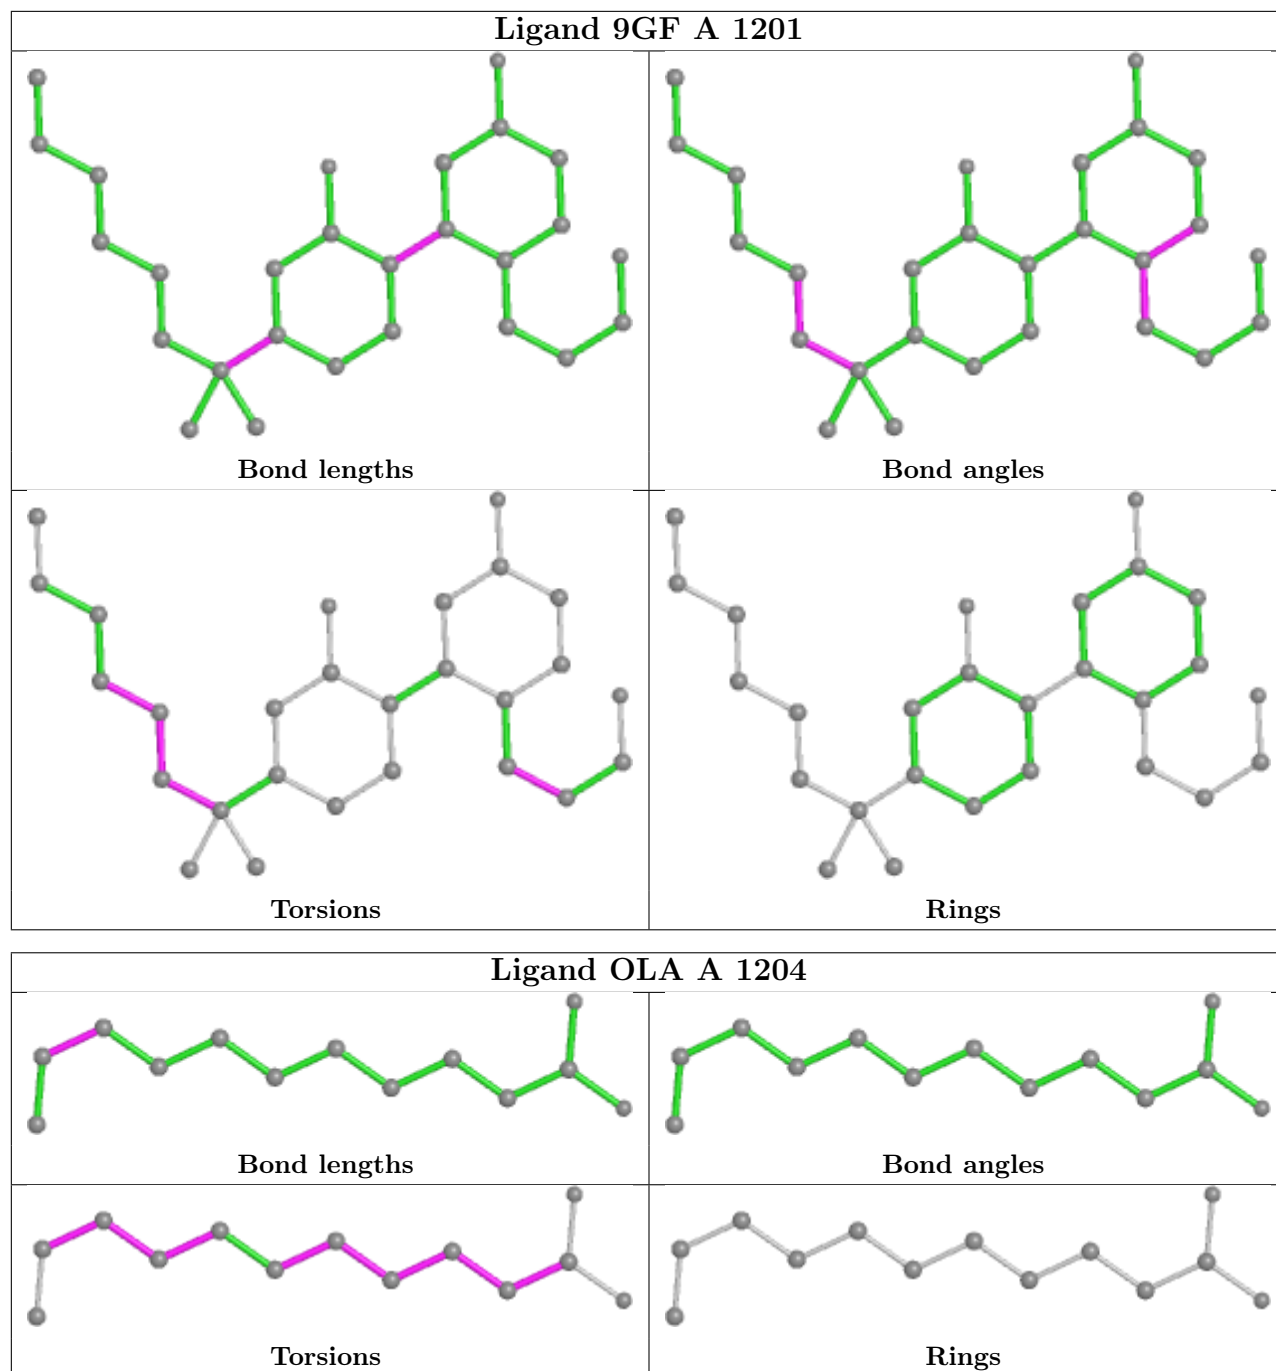 Ligand 9GF A 1201
Bond lengths
Bond angles
Torsions
Rings
Ligand OLA A 1204
Bond lengths
Bond angles
Torsions
Rings